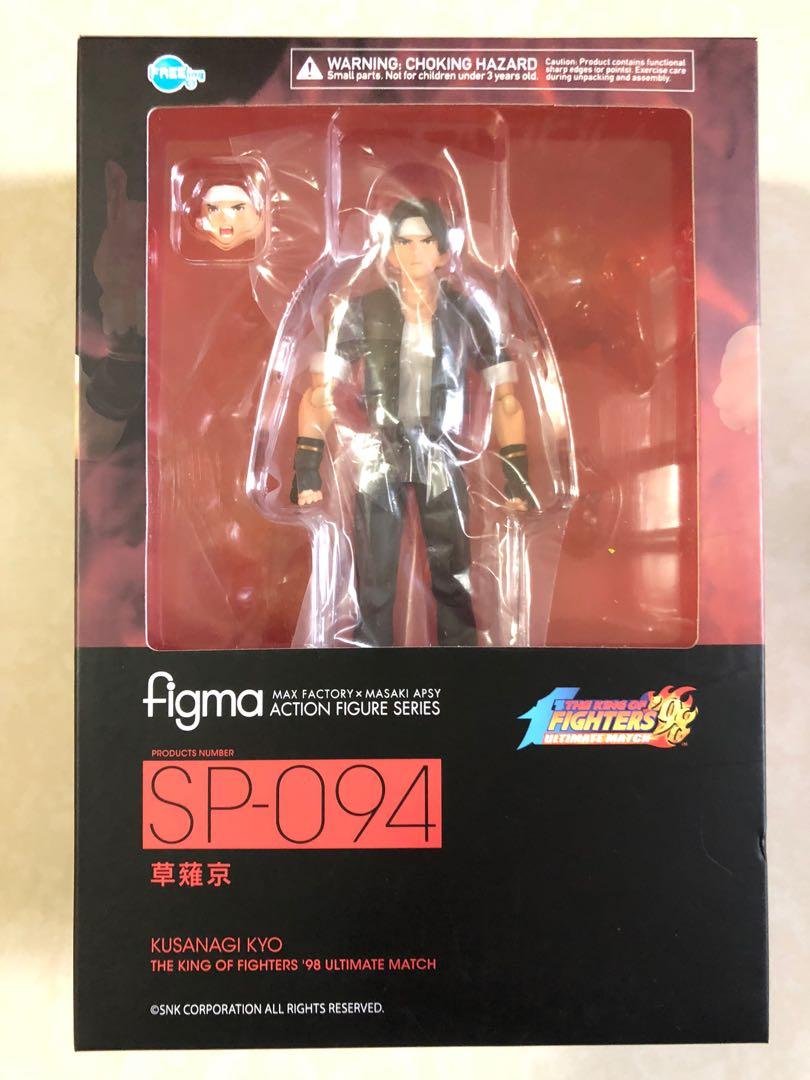 FREEing
WARNING: CHOKING HAZARD
Small parts. Not for children under 3 years old.
Caution: Product contains functional
sharp edges (or points). Exercise care
during unpacking and assembly.
figma
MAX FACTORY×MASAKI APSY
ACTION FIGURE SERIES
THE KING OF
FIGHTERS '98
ULTIMATE MATCH
PRODUCTS NUMBER
SP-094
草薙京
KUSANAGI KYO
THE KING OF FIGHTERS '98 ULTIMATE MATCH
©SNK CORPORATION ALL RIGHTS RESERVED.